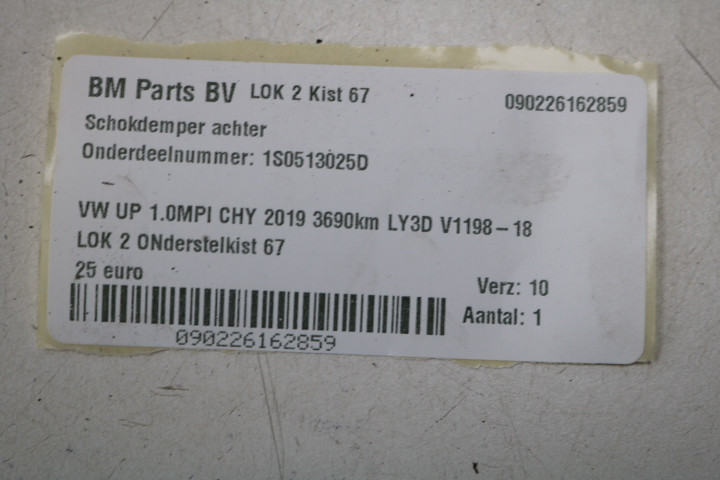 BM Parts BV LOK 2 Kist 67 090226162859
Schokdemper achter
Onderdeelnummer: 1S0513025D
VW UP 1.0MPI CHY 2019 3690km LY3D V1198-18
LOK 2 ONderstelkist 67
25 euro
Verz: 10
Aantal: 1
090226162859